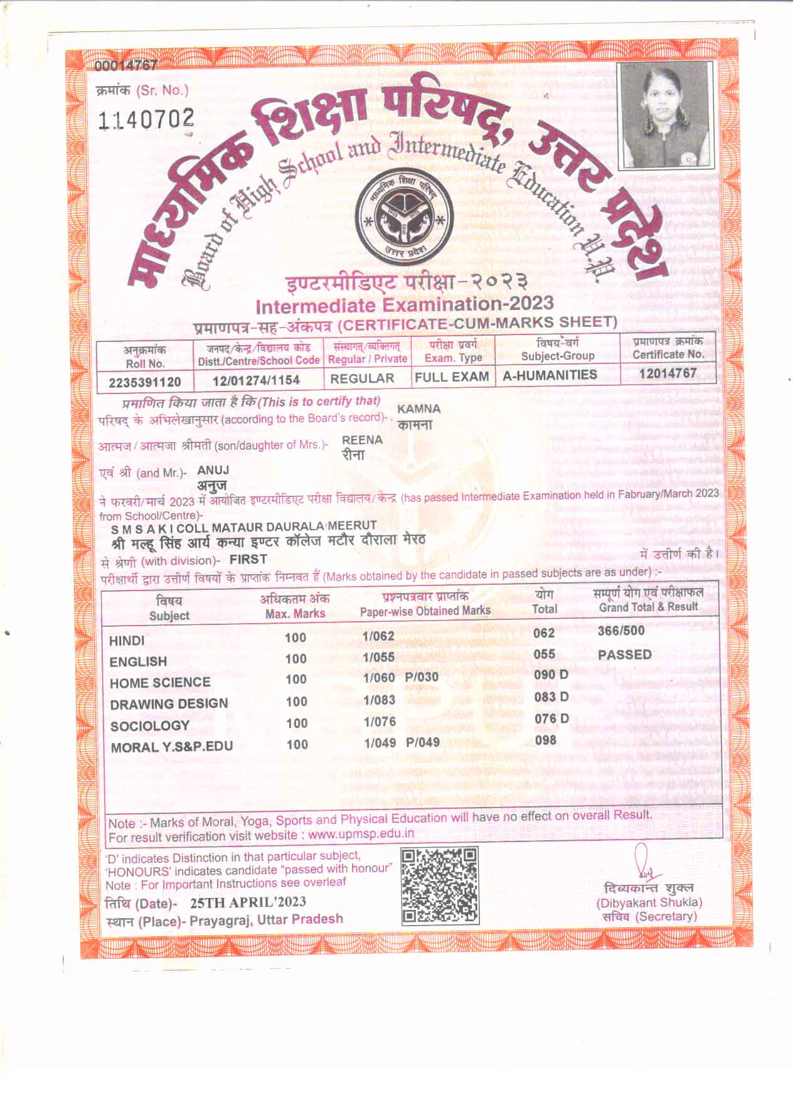 00014767
क्रमांक (Sr. No.)
1140702
माध्यमिक शिक्षा परिषद्, उत्तर प्रदेश
Board of High School and Intermediate Education U.P.
माध्यमिक शिक्षा परिषद
उत्तर प्रदेश
इण्टरमीडिएट परीक्षा-२०२३
Intermediate Examination-2023
प्रमाणपत्र-सह-अंकपत्र (CERTIFICATE-CUM-MARKS SHEET)
अनुक्रमांक जनपद/केन्द्र/विद्यालय कोड संस्थागत/व्यक्तिगत् परीक्षा प्रवर्ग विषय-वर्ग प्रमाणपत्र क्रमांक
Roll No. Distt./Centre/School Code Regular / Private Exam. Type Subject-Group Certificate No.
2235391120 12/01274/1154 REGULAR FULL EXAM A-HUMANITIES 12014767
प्रमाणित किया जाता है कि (This is to certify that) KAMNA
परिषद के अभिलेखानुसार (according to the Board's record)- कामना
आत्मज / आत्मजा श्रीमती (son/daughter of Mrs.)- REENA
रीना
एवं श्री (and Mr.)- ANUJ
अनुज
ने फरवरी/मार्च 2023 में आयोजित इण्टरमीडिएट परीक्षा विद्यालय/केन्द्र (has passed Intermediate Examination held in Fabruary/March 2023
from School/Centre)-
S M S A K I COLL MATAUR DAURALA MEERUT
श्री मल्हू सिंह आर्य कन्या इण्टर कॉलेज मटौर दौराला मेरठ
से श्रेणी (with division)- FIRST में उत्तीर्ण की है।
परीक्षार्थी द्वारा उत्तीर्ण विषयों के प्राप्तांक निम्नवत हैं (Marks obtained by the candidate in passed subjects are as under) :-
विषय अधिकतम अंक प्रश्नपत्रवार प्राप्तांक योग सम्पूर्ण योग एवं परीक्षाफल
Subject Max. Marks Paper-wise Obtained Marks Total Grand Total & Result
HINDI 100 1/062 062 366/500
ENGLISH 100 1/055 055 PASSED
HOME SCIENCE 100 1/060 P/030 090 D
DRAWING DESIGN 100 1/083 083 D
SOCIOLOGY 100 1/076 076 D
MORAL Y.S&P.EDU 100 1/049 P/049 098
Note :- Marks of Moral, Yoga, Sports and Physical Education will have no effect on overall Result.
For result verification visit website : www.upmsp.edu.in
'D' indicates Distinction in that particular subject,
'HONOURS' indicates candidate "passed with honour"
Note : For Important Instructions see overleaf
तिथि (Date)- 25TH APRIL'2023
स्थान (Place)- Prayagraj, Uttar Pradesh
दिव्यकान्त शुक्ल
(Dibyakant Shukla)
सचिव (Secretary)